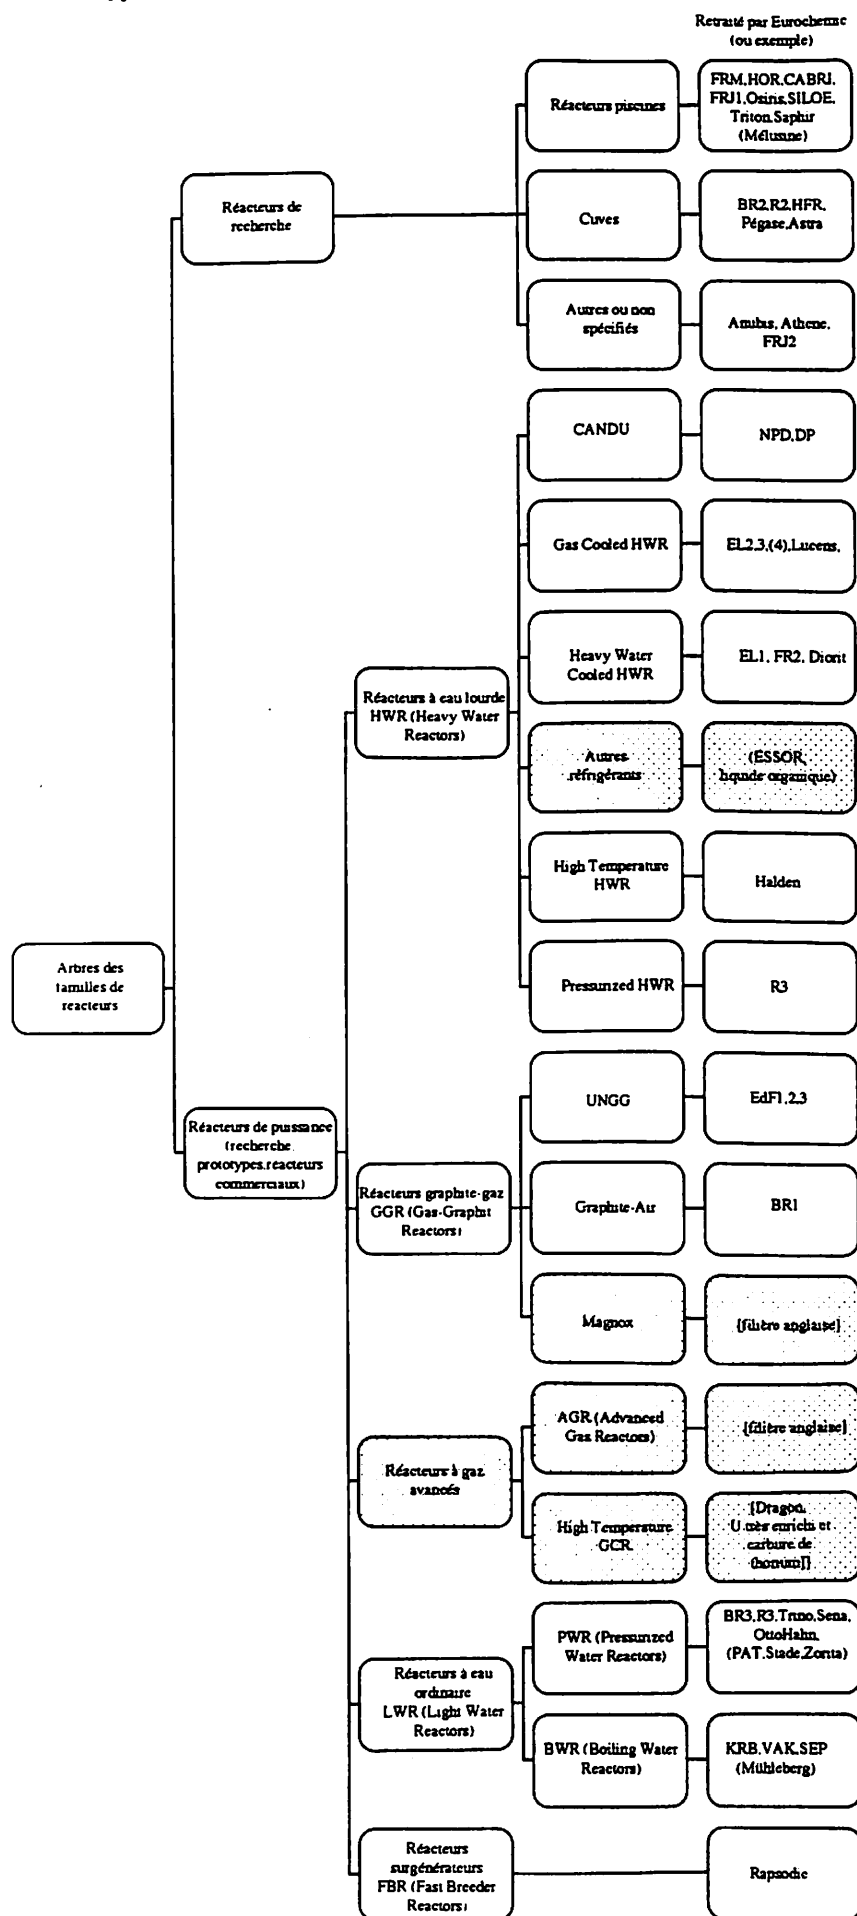 Retraité par Eurochemic
(ou exemple)
Réacteurs piscines
FRM,HOR,CABRI,
FRJ1,Osiris,SILOE,
Triton,Saphir
(Mélusine)
Réacteurs de
recherche
Cuves
BR2,R2,HFR,
Pégase,Astra
Autres ou non
spécifiés
Anubis, Athene,
FRJ2
CANDU
NPD,DP
Gas Cooled HWR
EL2,3,(4),Lucens,
Heavy Water
Cooled HWR
EL1, FR2, Diorit
Réacteurs à eau lourde
HWR (Heavy Water
Reactors)
Autres
réfrigérants
(ESSOR,
liquide organique)
High Temperature
HWR
Halden
Arbres des
familles de
reacteurs
Pressurized HWR
R3
Réacteurs de puissance
(recherche,
prototypes,réacteurs
commerciaux)
UNGG
EdF1,2,3
Réacteurs graphite-gaz
GGR (Gas-Graphit
Reactors)
Graphite-Air
BR1
Magnox
[filière anglaise]
AGR (Advanced
Gas Reactors)
[filière anglaise]
Réacteurs à gaz
avancés
High Temperature
GCR
[Dragon,
U très enrichi et
carbure de
thorium]]
PWR (Pressurized
Water Reactors)
BR3,R3,Trino,Sena,
OttoHahn,
(PAT,Stade,Zorita)
Réacteurs à eau
ordinaire
LWR (Light Water
Reactors)
BWR (Boiling Water
Reactors)
KRB,VAK,SEP
(Mühleberg)
Réacteurs
surgénérateurs
FBR (Fast Breeder
Reactors)
Rapsodie